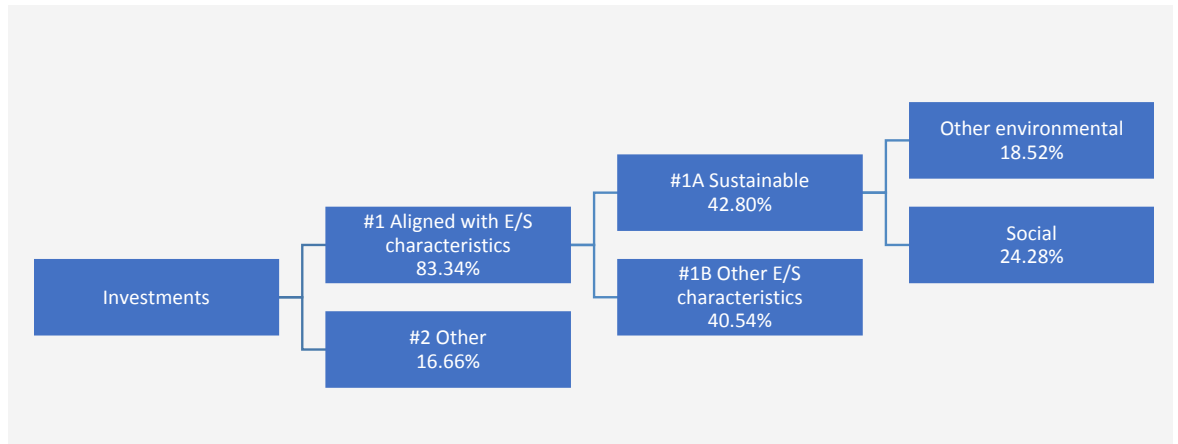 Investments
#1 Aligned with E/S
characteristics
83.34%
#2 Other
16.66%
#1A Sustainable
42.80%
#1B Other E/S
characteristics
40.54%
Other environmental
18.52%
Social
24.28%